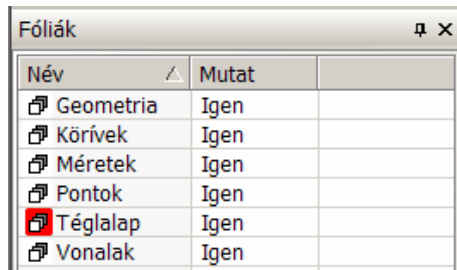 Fóliák
Név Mutat
Geometria Igen
Körívek Igen
Méretek Igen
Pontok Igen
Téglalap Igen
Vonalak Igen